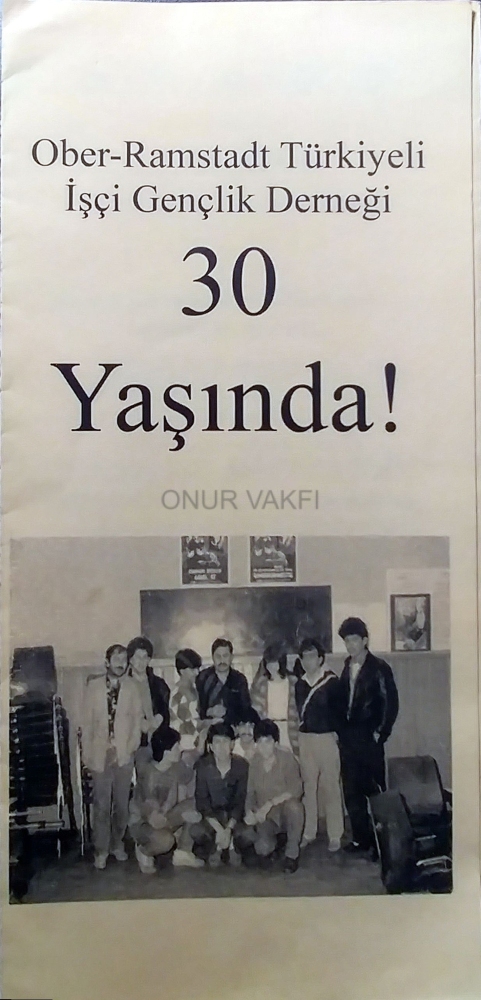 Ober-Ramstadt Türkiyeli
İşçi Gençlik Derneği
30
Yaşında!
ONUR VAKFI